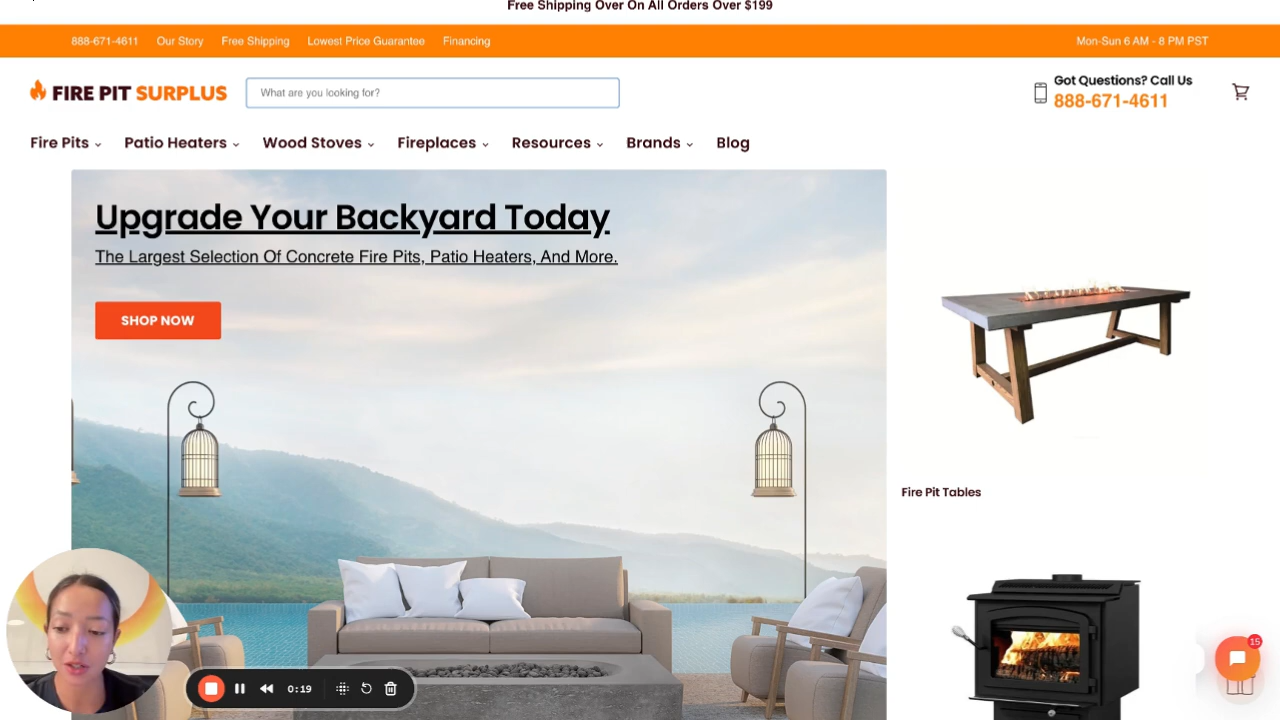 Free Shipping Over On All Orders Over $199
888-671-4611 Our Story Free Shipping Lowest Price Guarantee Financing Mon-Sun 6 AM - 8 PM PST
FIRE PIT SURPLUS
What are you looking for?
Got Questions? Call Us
888-671-4611
Fire Pits Patio Heaters Wood Stoves Fireplaces Resources Brands Blog
Upgrade Your Backyard Today
The Largest Selection Of Concrete Fire Pits, Patio Heaters, And More.
SHOP NOW
Fire Pit Tables
15
0:19